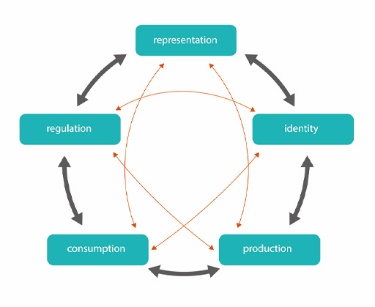 representation
regulation
identity
consumption
production